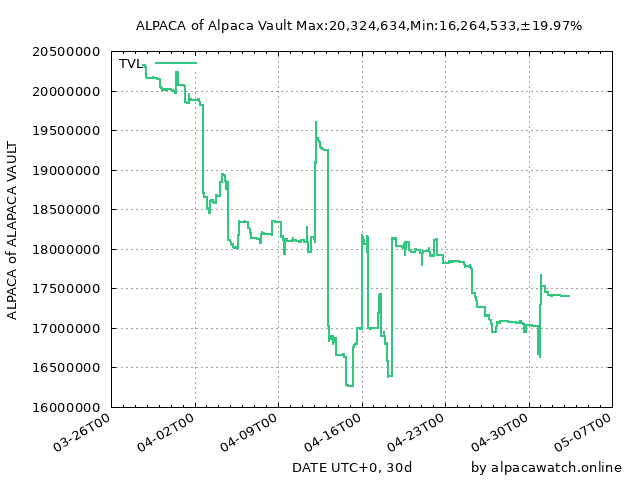 ALPACA of Alpaca Vault Max:20,324,634,Min:16,264,533,±19.97%
TVL
20500000
20000000
19500000
19000000
18500000
18000000
17500000
17000000
16500000
16000000
ALPACA of ALAPACA VAULT
03-26T00
04-02T00
04-09T00
04-16T00
04-23T00
04-30T00
05-07T00
DATE UTC+0, 30d
by alpacawatch.online